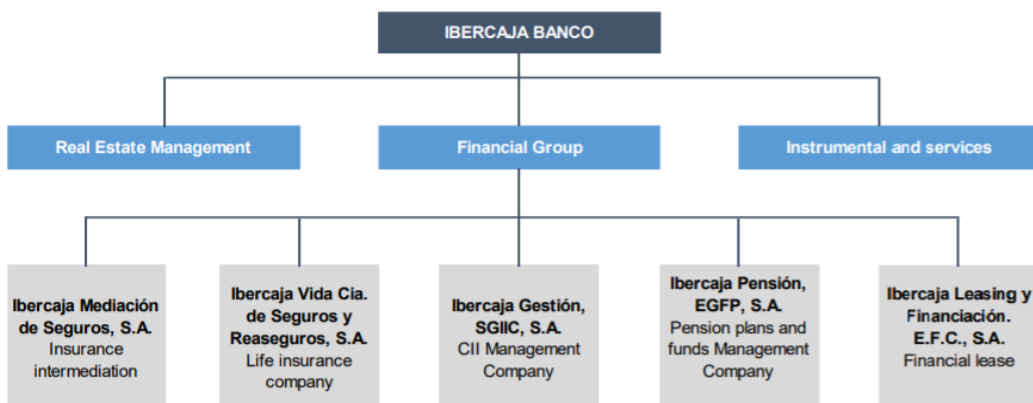 IBERCAJA BANCO
Real Estate Management
Financial Group
Instrumental and services
Ibercaja Mediación
de Seguros, S.A.
Insurance
intermediation
Ibercaja Vida Cia.
de Seguros y
Reaseguros, S.A.
Life insurance
company
Ibercaja Gestión,
SGIIC, S.A.
CII Management
Company
Ibercaja Pensión,
EGFP, S.A.
Pension plans and
funds Management
Company
Ibercaja Leasing y
Financiación.
E.F.C., S.A.
Financial lease